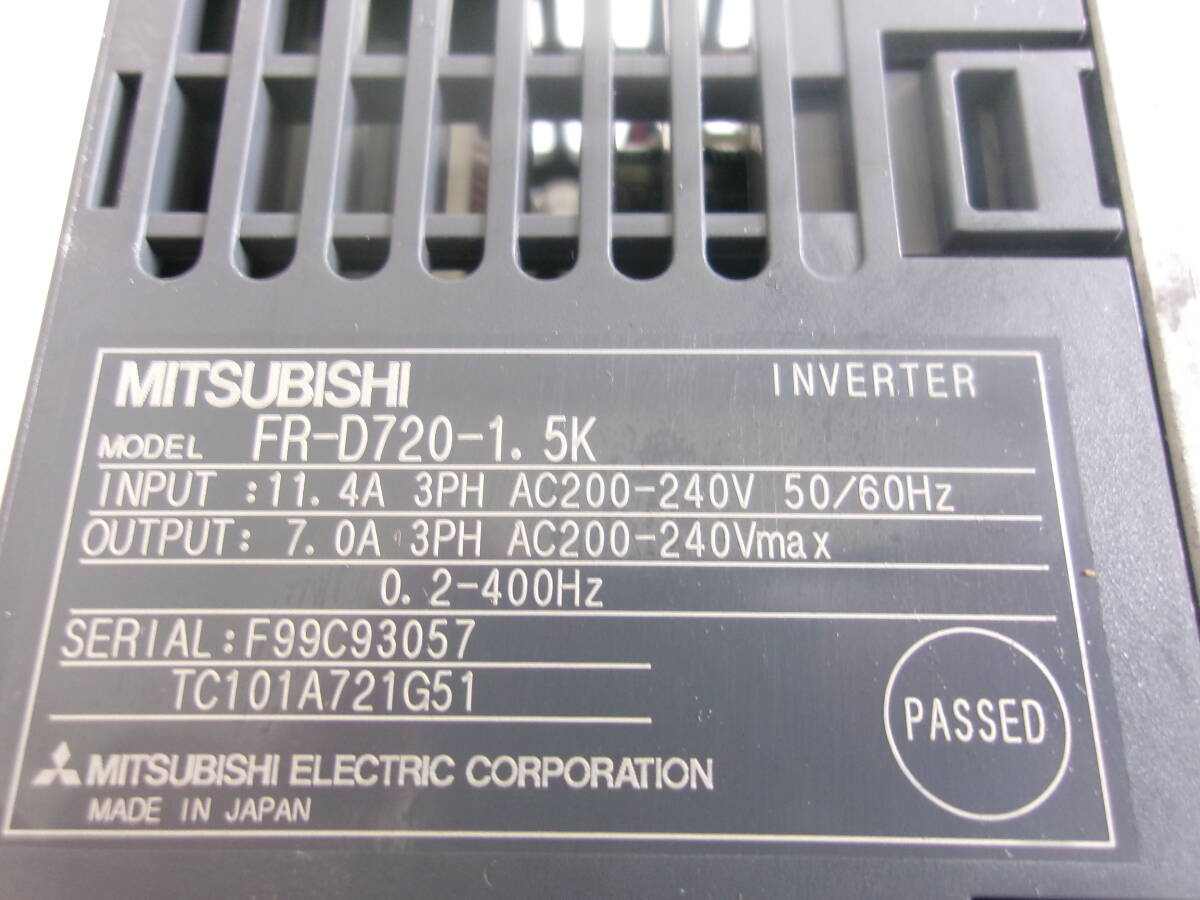 MITSUBISHI INVERTER
MODEL FR-D720-1.5K
INPUT :11.4A 3PH AC200-240V 50/60Hz
OUTPUT: 7.0A 3PH AC200-240Vmax
0.2-400Hz
SERIAL:F99C93057
TC101A721G51
PASSED
MITSUBISHI ELECTRIC CORPORATION
MADE IN JAPAN